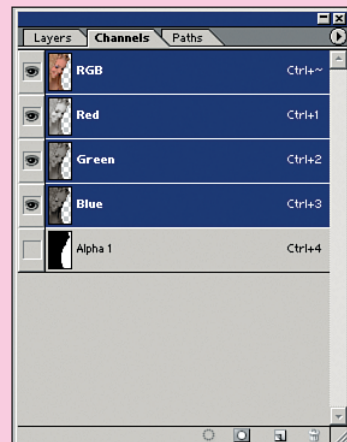 Layers Channels Paths
RGB Ctrl+~
Red Ctrl+1
Green Ctrl+2
Blue Ctrl+3
Alpha 1 Ctrl+4